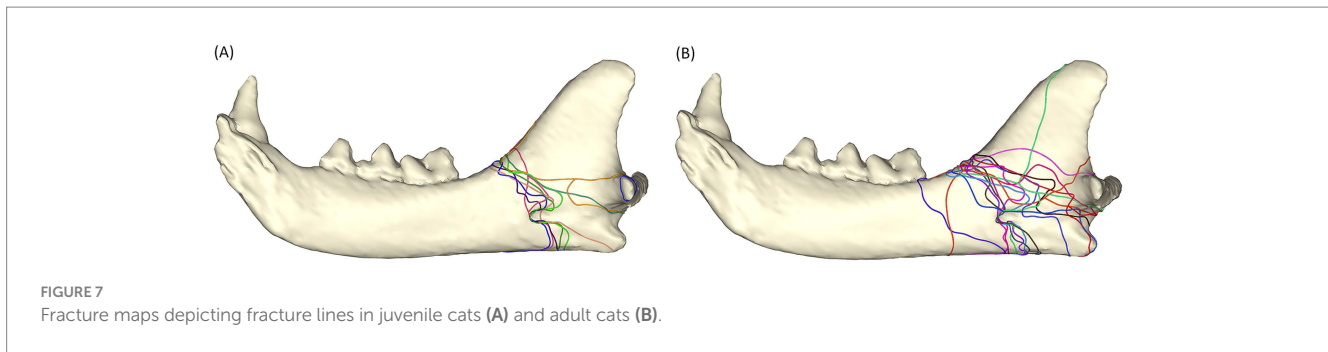 (A)
(B)
FIGURE 7
Fracture maps depicting fracture lines in juvenile cats (A) and adult cats (B).